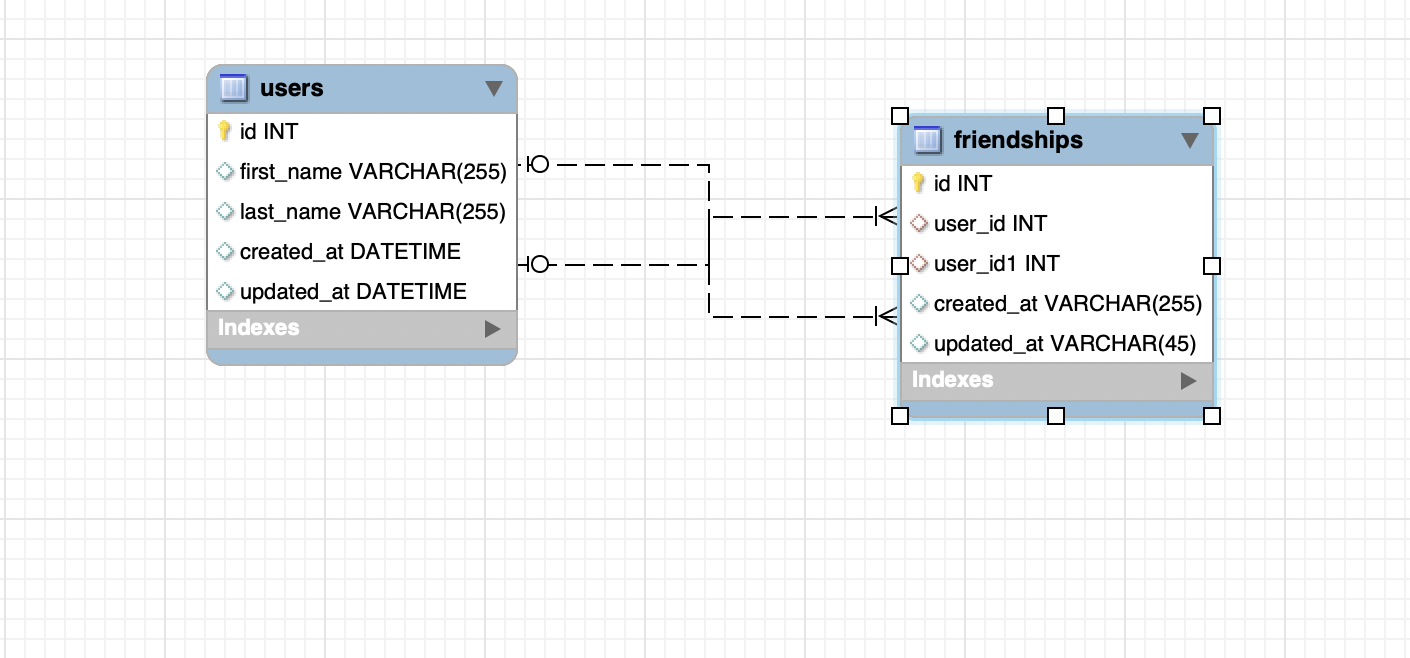 users
id INT
first_name VARCHAR(255)
last_name VARCHAR(255)
created_at DATETIME
updated_at DATETIME
Indexes
friendships
id INT
user_id INT
user_id1 INT
created_at VARCHAR(255)
updated_at VARCHAR(45)
Indexes